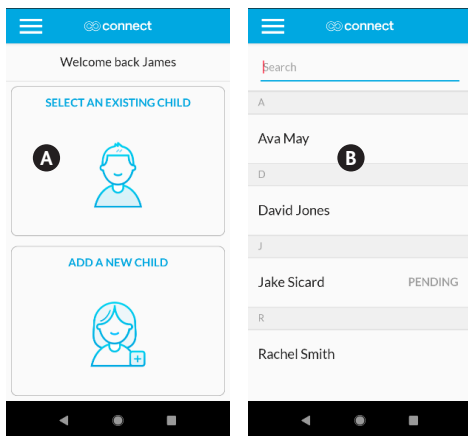 connect
Welcome back James
SELECT AN EXISTING CHILD
A
ADD A NEW CHILD
connect
Search
A
Ava May
B
D
David Jones
J
Jake Sicard PENDING
R
Rachel Smith